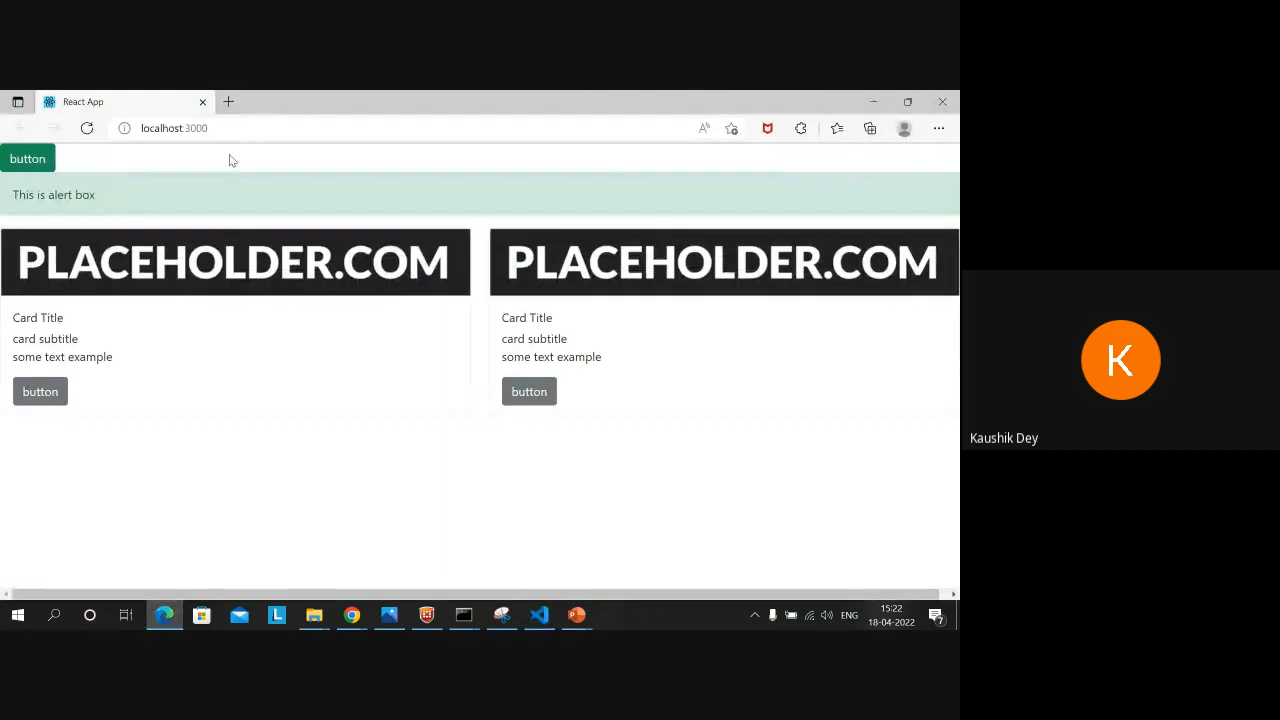 React App
localhost:3000
button
This is alert box
PLACEHOLDER.COM PLACEHOLDER.COM
Card Title Card Title
card subtitle card subtitle
some text example some text example
button button
K
Kaushik Dey
ENG
15:22
18-04-2022
7